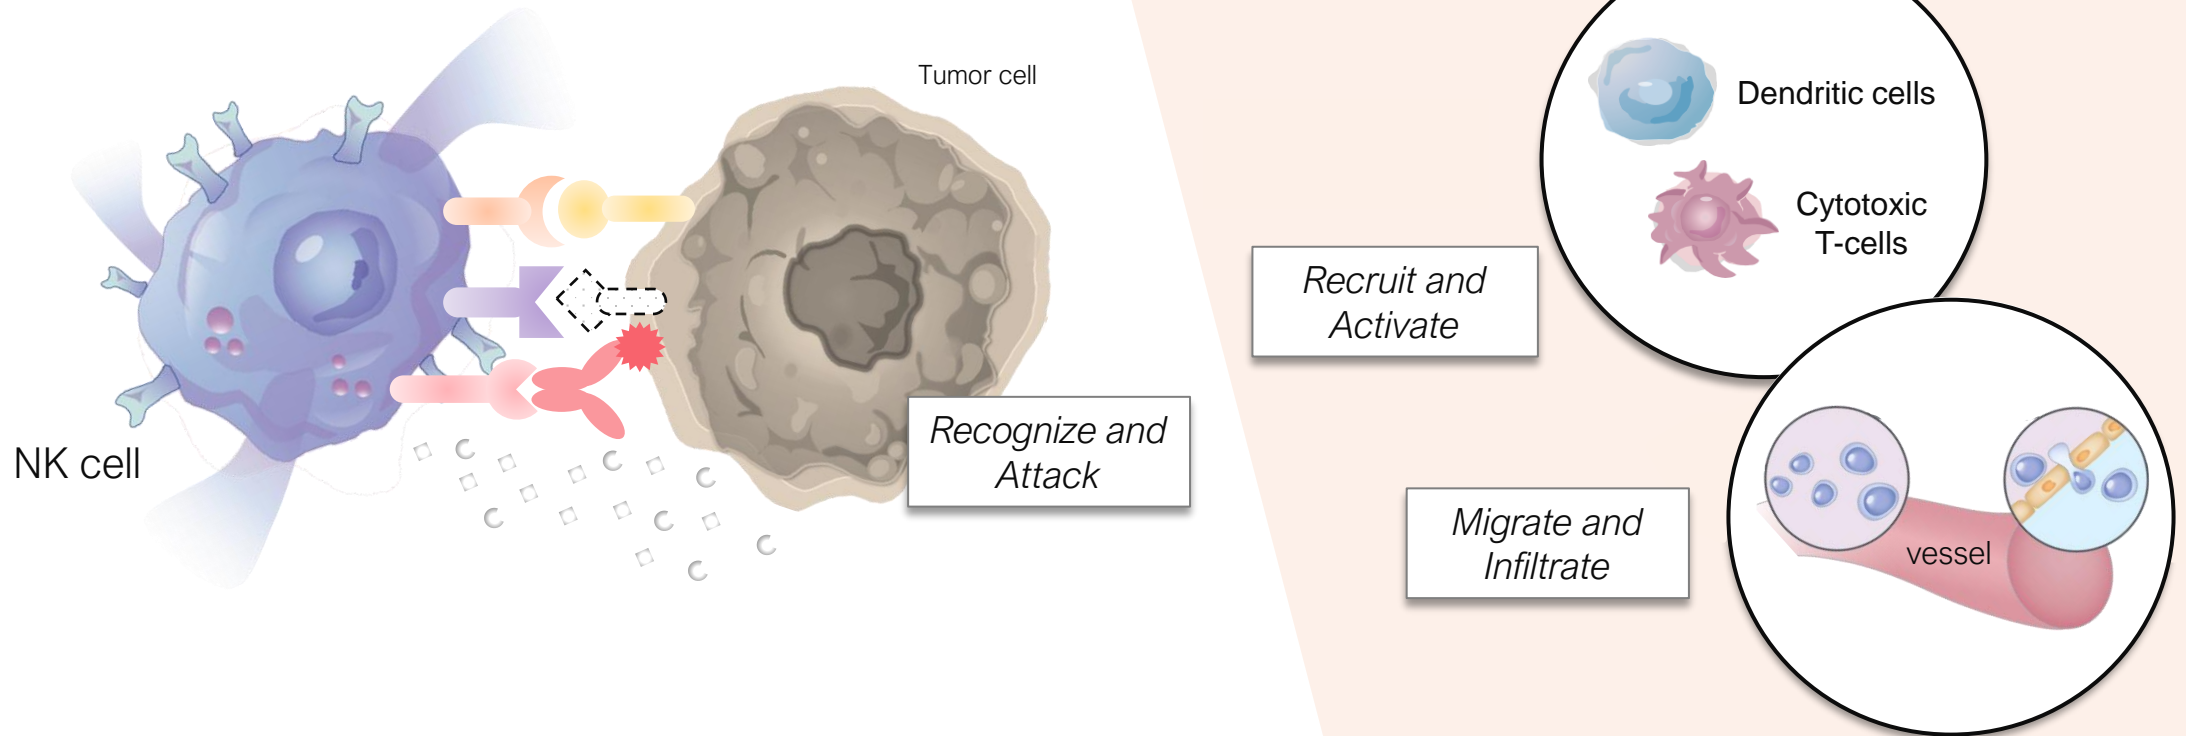 Tumor cell
NK cell
Recognize and
Attack
Dendritic cells
Cytotoxic
T-cells
Recruit and
Activate
Migrate and
Infiltrate
vessel